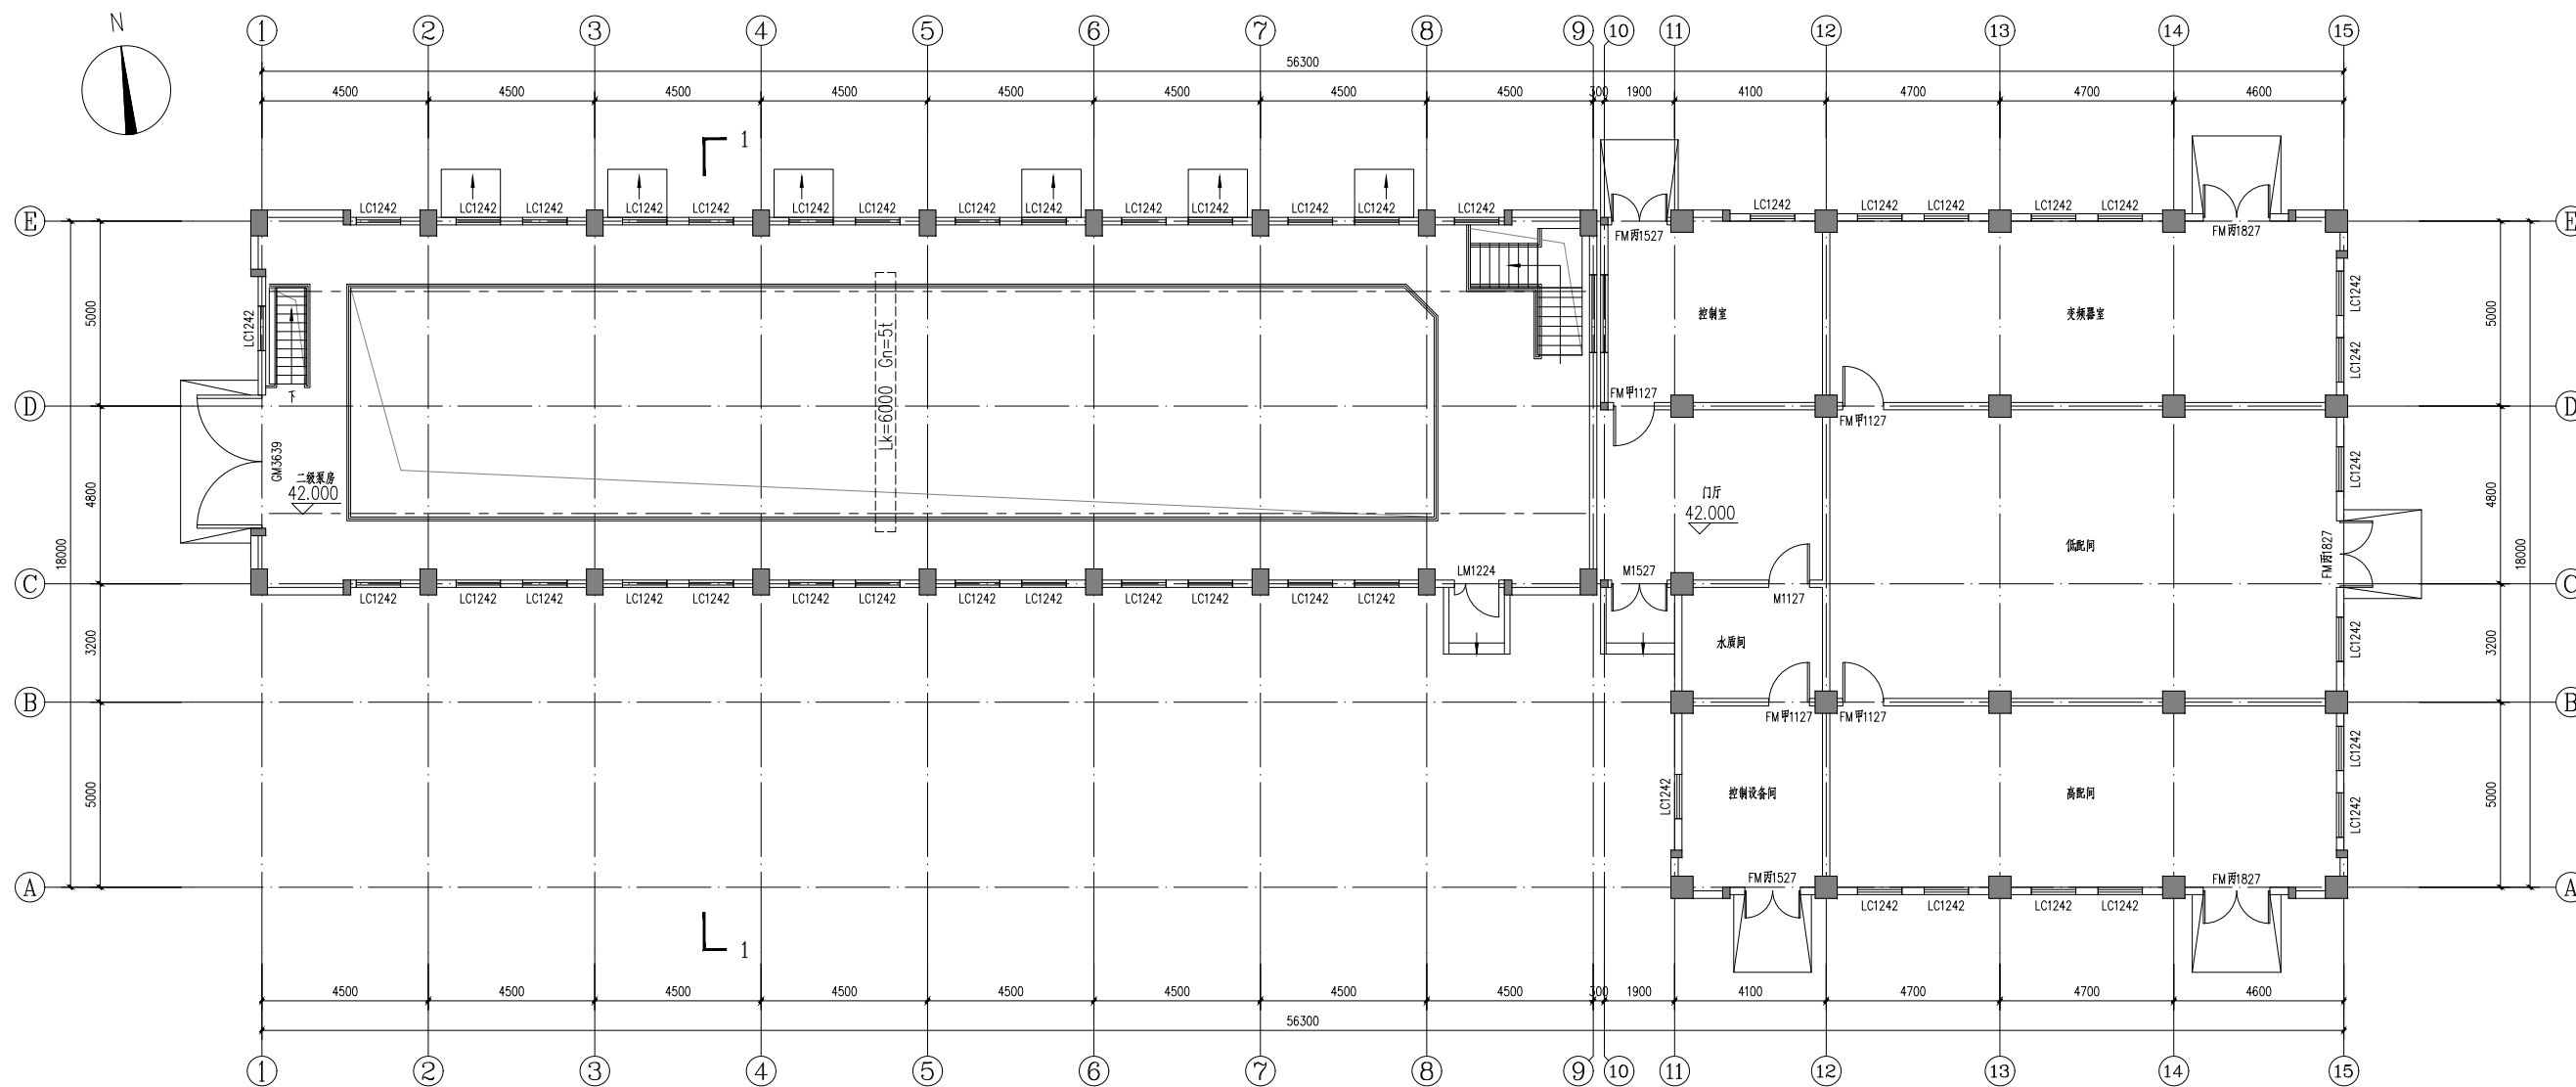 N
1 2 3 4 5 6 7 8 9 10 11 12 13 14 15
56300
4500 4500 4500 4500 4500 4500 4500 4500 300 1900 4100 4700 4700 4600
1 1
E E
LC1242 LC1242 LC1242 LC1242 LC1242 LC1242 LC1242 LC1242 LC1242 LC1242 LC1242 LC1242 LC1242 LC1242 LC1242 LC1242 LC1242 LC1242 LC1242
FM丙1527 FM丙1827
5000 LC1242 Lk=6000 Gn=5t 控制室 变频器室 LC1242 LC1242 5000
下
FM甲1127 FM甲1127
D D
GM3639
二级泵房
42.000
4800 门厅 LC1242 4800
42.000
18000 低配间 FM丙1827 18000
C C
LC1242 LC1242 LC1242 LC1242 LC1242 LC1242 LC1242 LC1242 LC1242 LC1242 LC1242 LC1242 LC1242 LM1224 M1527 M1127
3200 水质间 LC1242 3200
B B
FM甲1127 FM甲1127
LC1242
5000 LC1242 控制设备间 高配间 LC1242 5000
A A
FM丙1527 FM丙1827
LC1242 LC1242 LC1242 LC1242
1
4500 4500 4500 4500 4500 4500 4500 4500 300 1900 4100 4700 4700 4600
56300
1 2 3 4 5 6 7 8 9 10 11 12 13 14 15